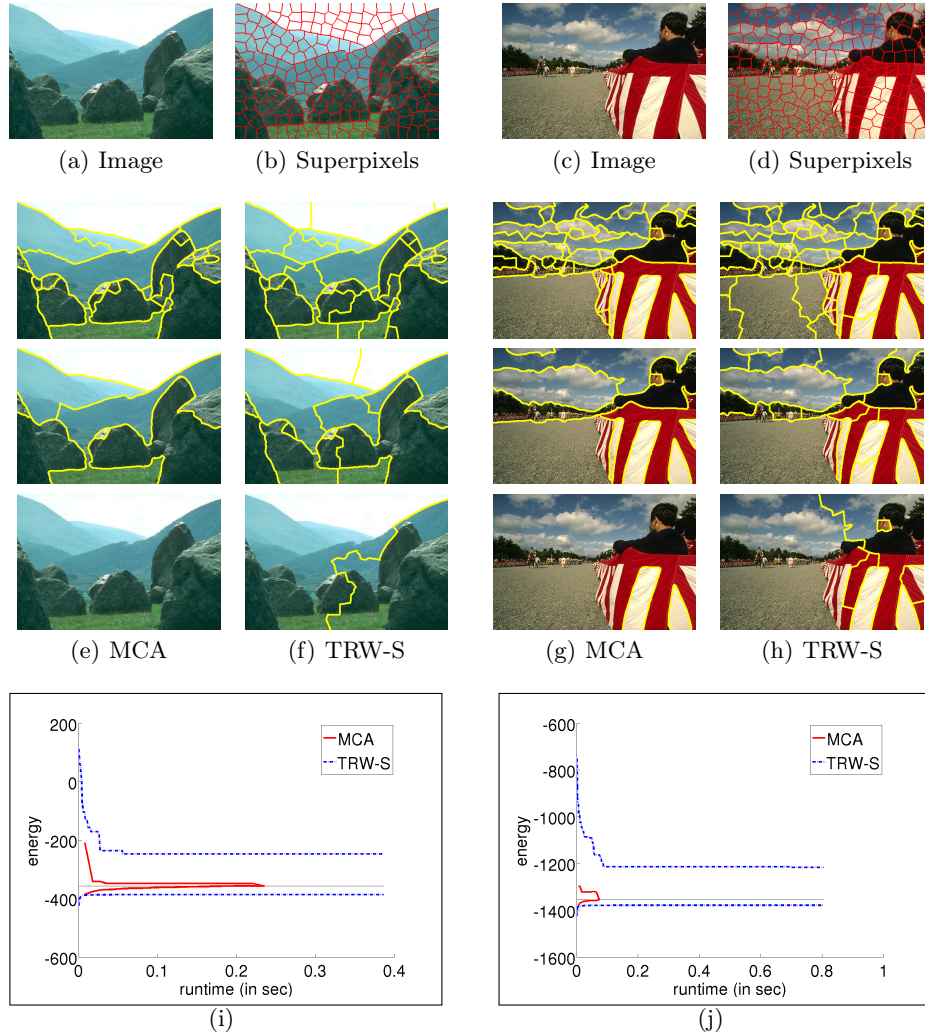 (a) Image
(b) Superpixels
(c) Image
(d) Superpixels
(e) MCA
(f) TRW-S
(g) MCA
(h) TRW-S
200
0
-200
-400
-600
energy
MCA
TRW-S
0
0.1
0.2
0.3
0.4
runtime (in sec)
(i)
-600
-800
-1000
-1200
-1400
-1600
energy
MCA
TRW-S
0
0.2
0.4
0.6
0.8
1
runtime (in sec)
(j)